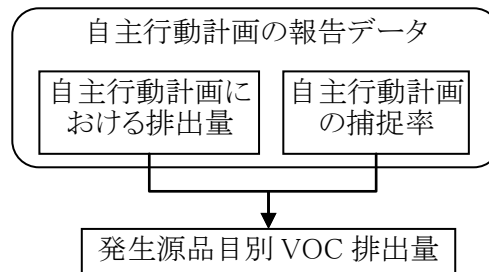 自主行動計画の報告データ
自主行動計画に
おける排出量
自主行動計画
の捕捉率
発生源品目別 VOC 排出量